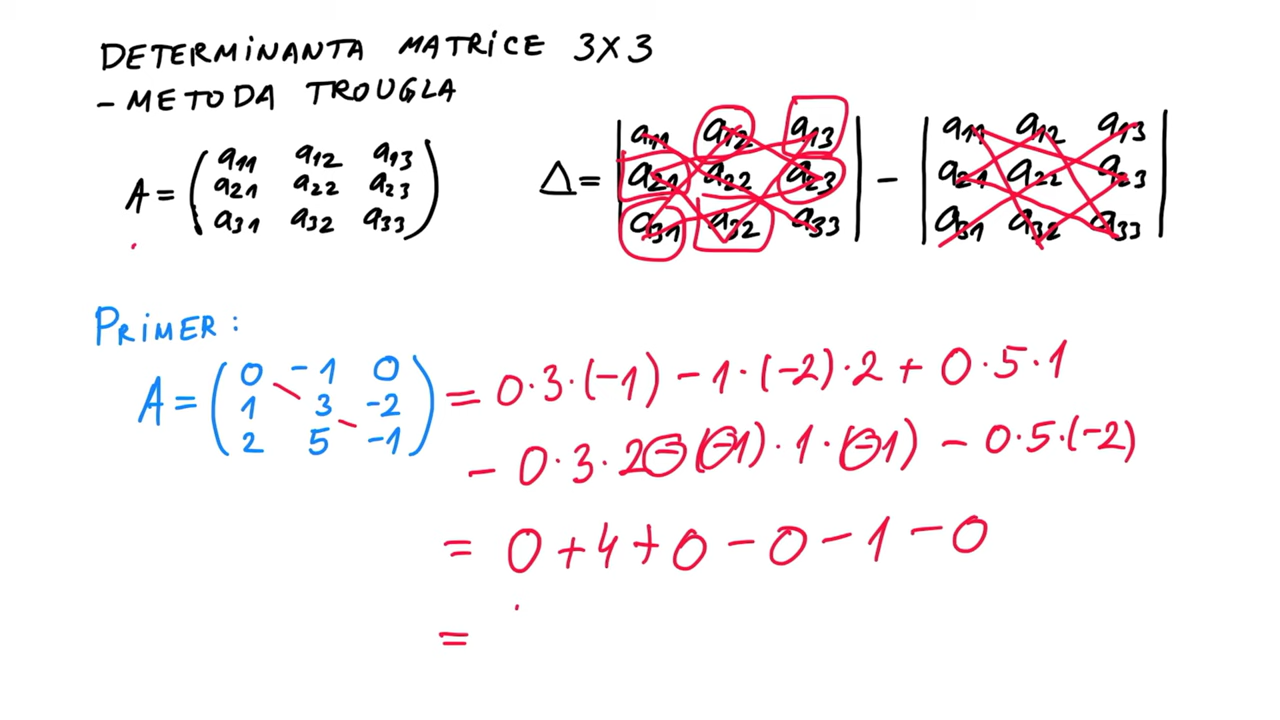 DETERMINANTA MATRICE 3X3
- METODA TROUGLA
a11 a12 a13
A = a21 a22 a23
a31 a32 a33
a11 a12 a13
Δ = a21 a22 a23 -
a31 a32 a33
a11 a12 a13
a21 a22 a23
a31 a32 a33
PRIMER:
0 -1 0
A = 1 3 -2
2 5 -1
= 0·3·(-1) -1·(-2)·2 + 0·5·1
- 0·3·2 - (-1)·1·(-1) - 0·5·(-2)
= 0 + 4 + 0 - 0 - 1 - 0
=